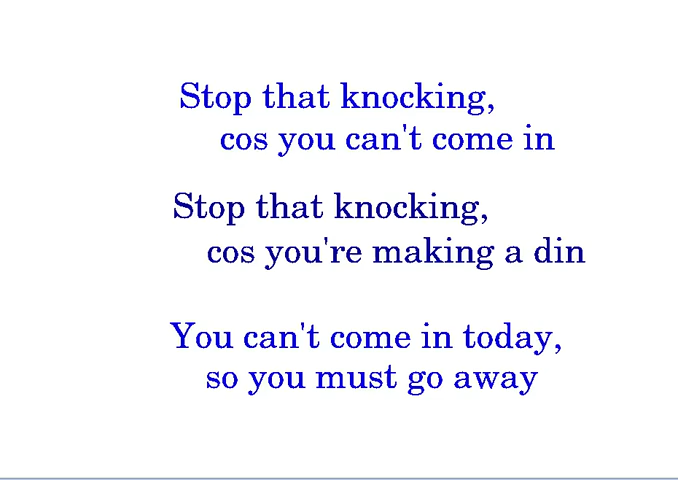 Stop that knocking,
cos you can't come in
Stop that knocking,
cos you're making a din
You can't come in today,
so you must go away